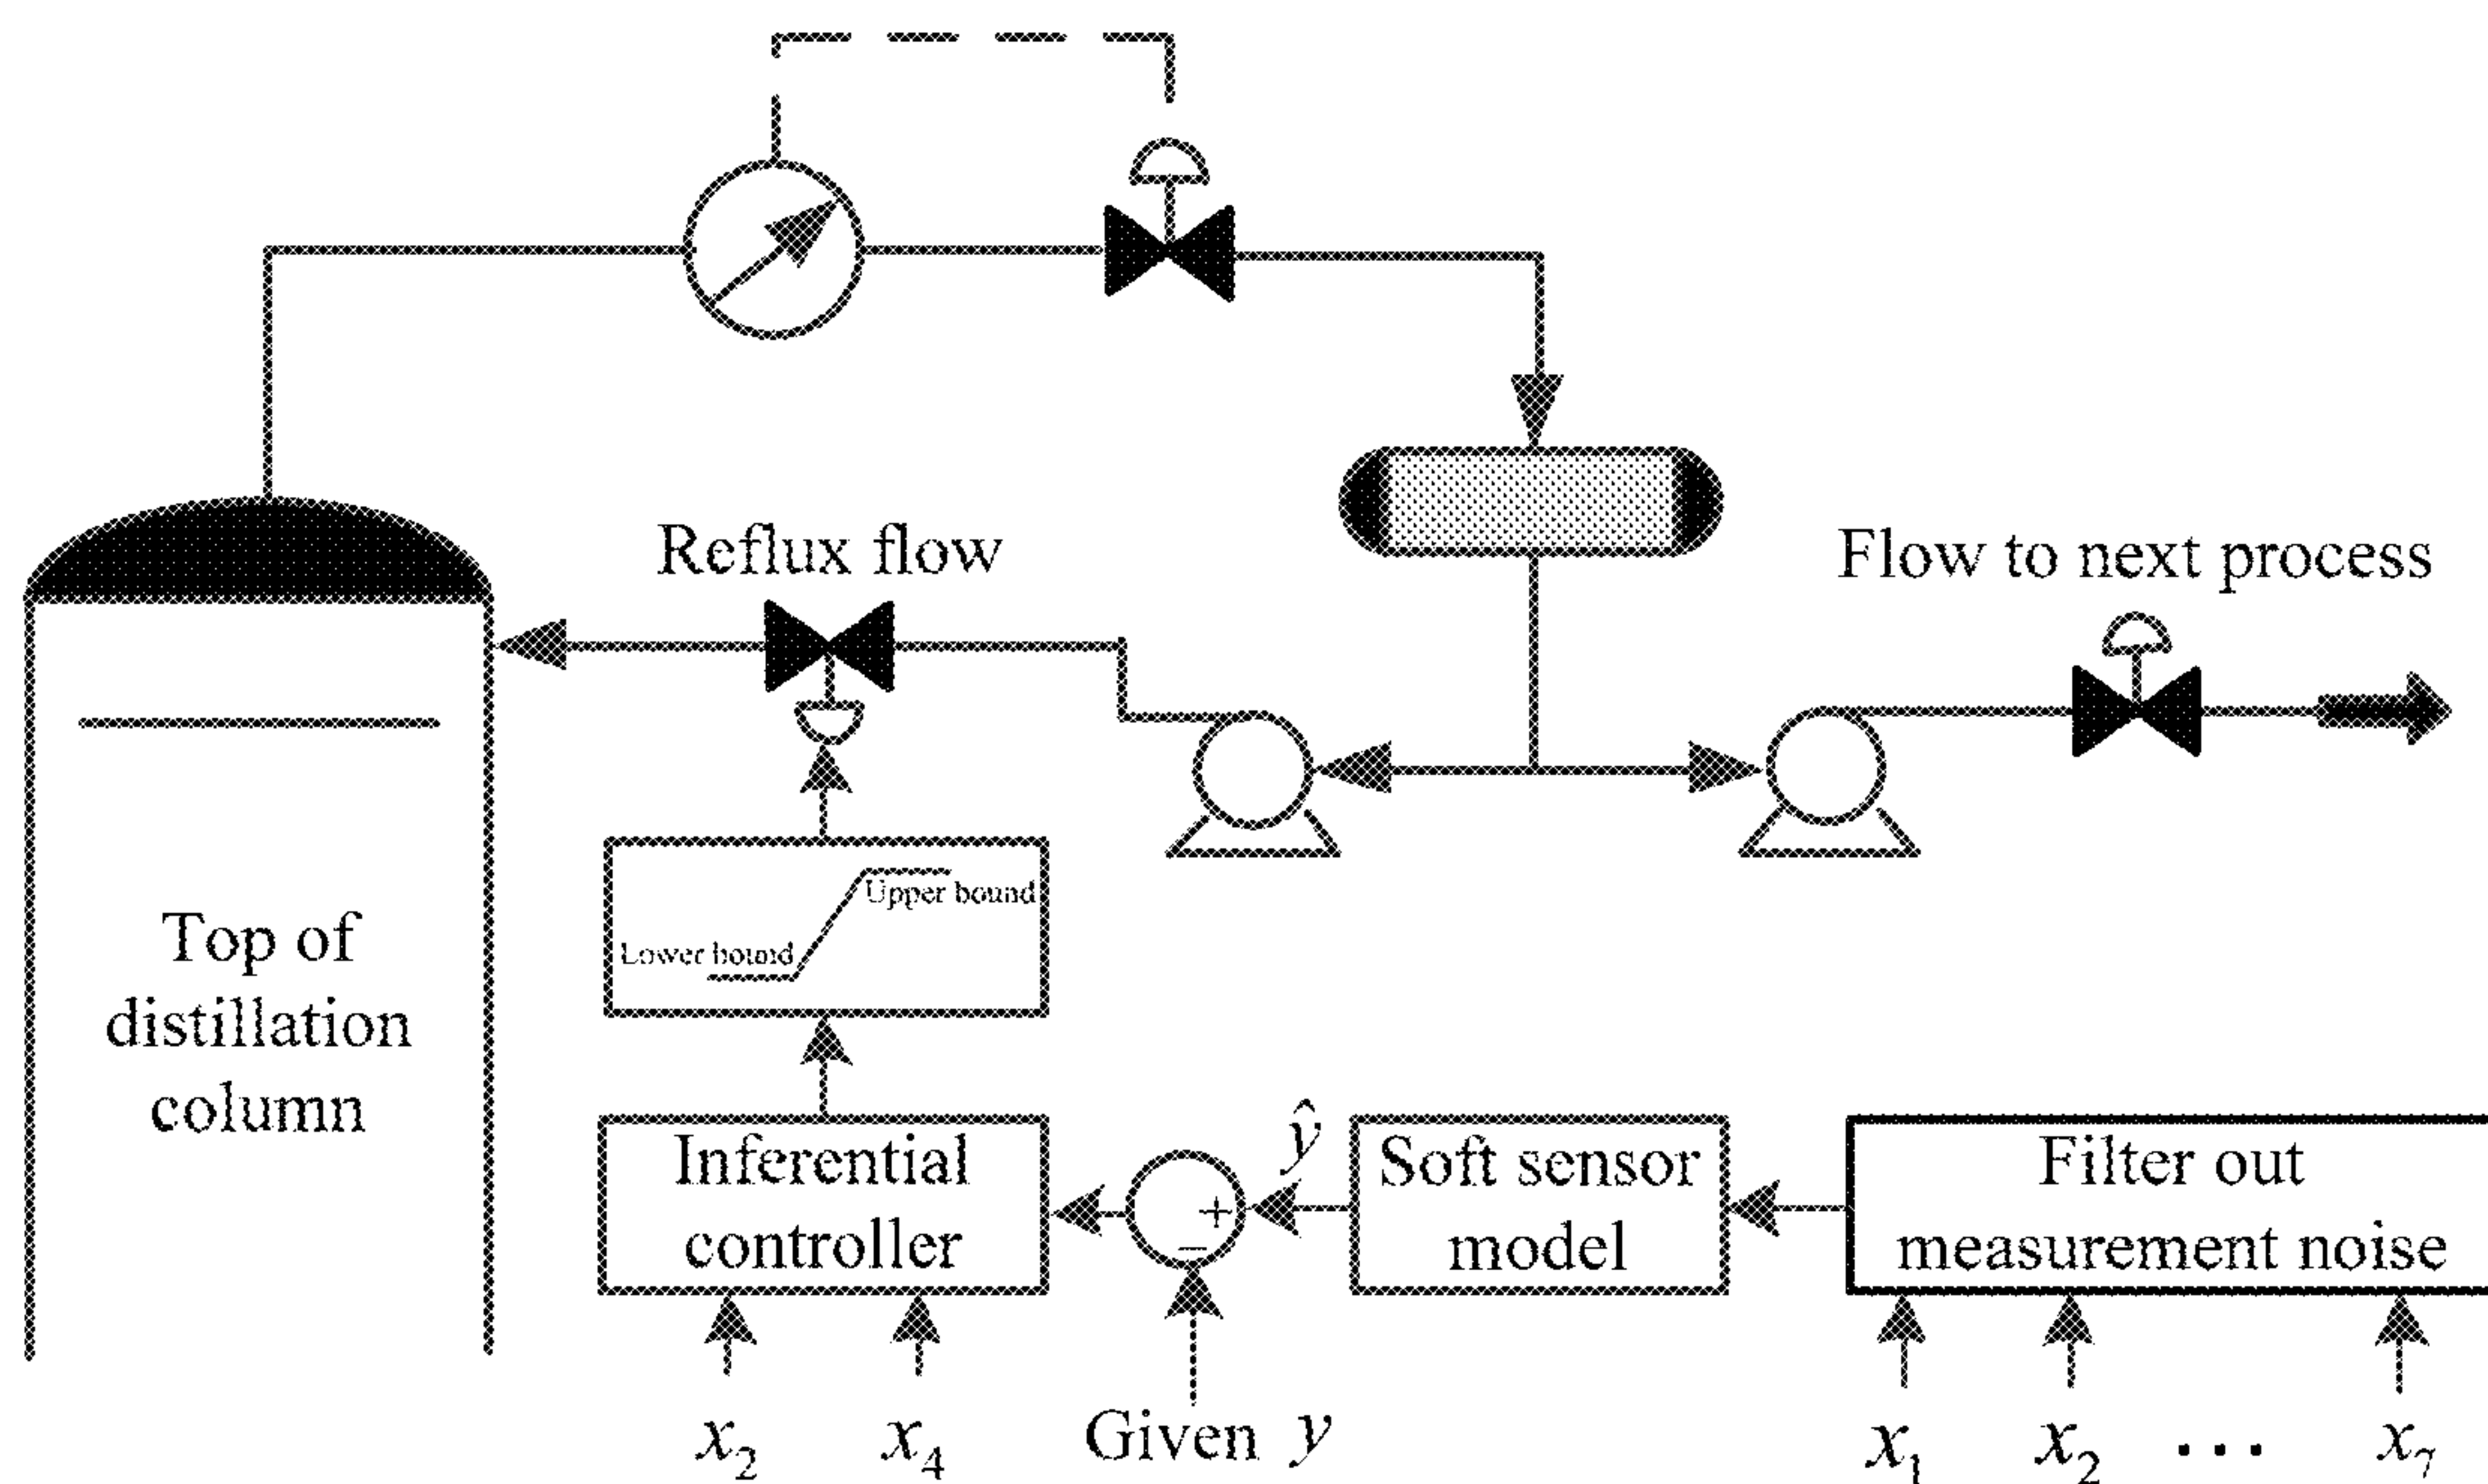 Reflux flow
Flow to next process
Upper bound
Lower bound
Top of
distillation
column
Inferential
controller
+
−
ŷ
Soft sensor
model
Filter out
measurement noise
x₂
x₄
Given y
x₁ x₂ ... x₇